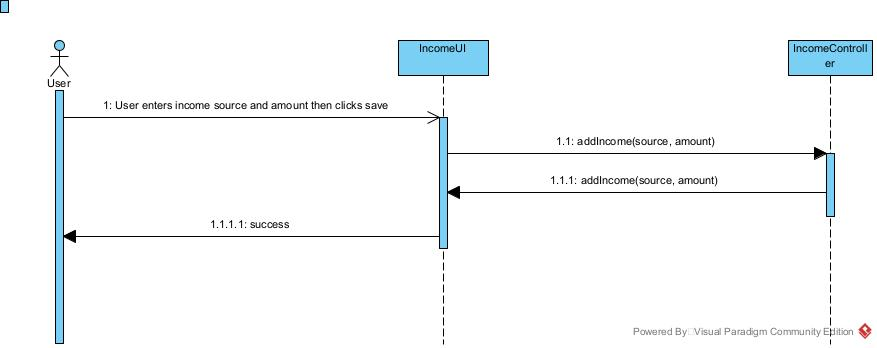 IncomeUI
IncomeControll
er
User
1: User enters income source and amount then clicks save
1.1: addIncome(source, amount)
1.1.1: addIncome(source, amount)
1.1.1.1: success
Powered By Visual Paradigm Community Edition